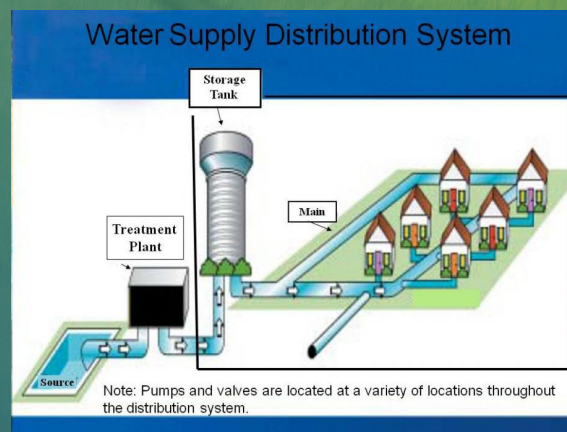 Water Supply Distribution System
Storage
Tank
Main
Treatment
Plant
Source
Note: Pumps and valves are located at a variety of locations throughout
the distribution system.